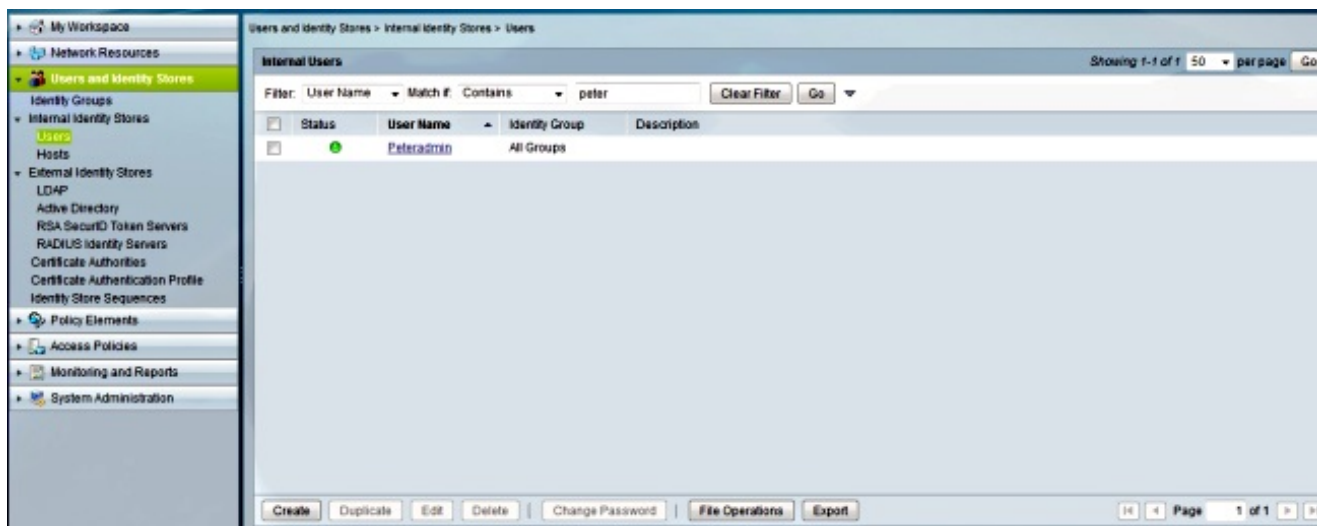 My Workspace
Network Resources
Users and Identity Stores
Identity Groups
Internal Identity Stores
Users
Hosts
External Identity Stores
LDAP
Active Directory
RSA SecurID Token Servers
RADIUS Identity Servers
Certificate Authorities
Certificate Authentication Profile
Identity Store Sequences
Policy Elements
Access Policies
Monitoring and Reports
System Administration
Users and Identity Stores > Internal Identity Stores > Users
Internal Users Showing 1-1 of 1 50 per page Go
Filter: User Name Match if: Contains peter Clear Filter Go
Status User Name Identity Group Description
Peteradmin All Groups
Create Duplicate Edit Delete | Change Password | File Operations Export Page 1 of 1